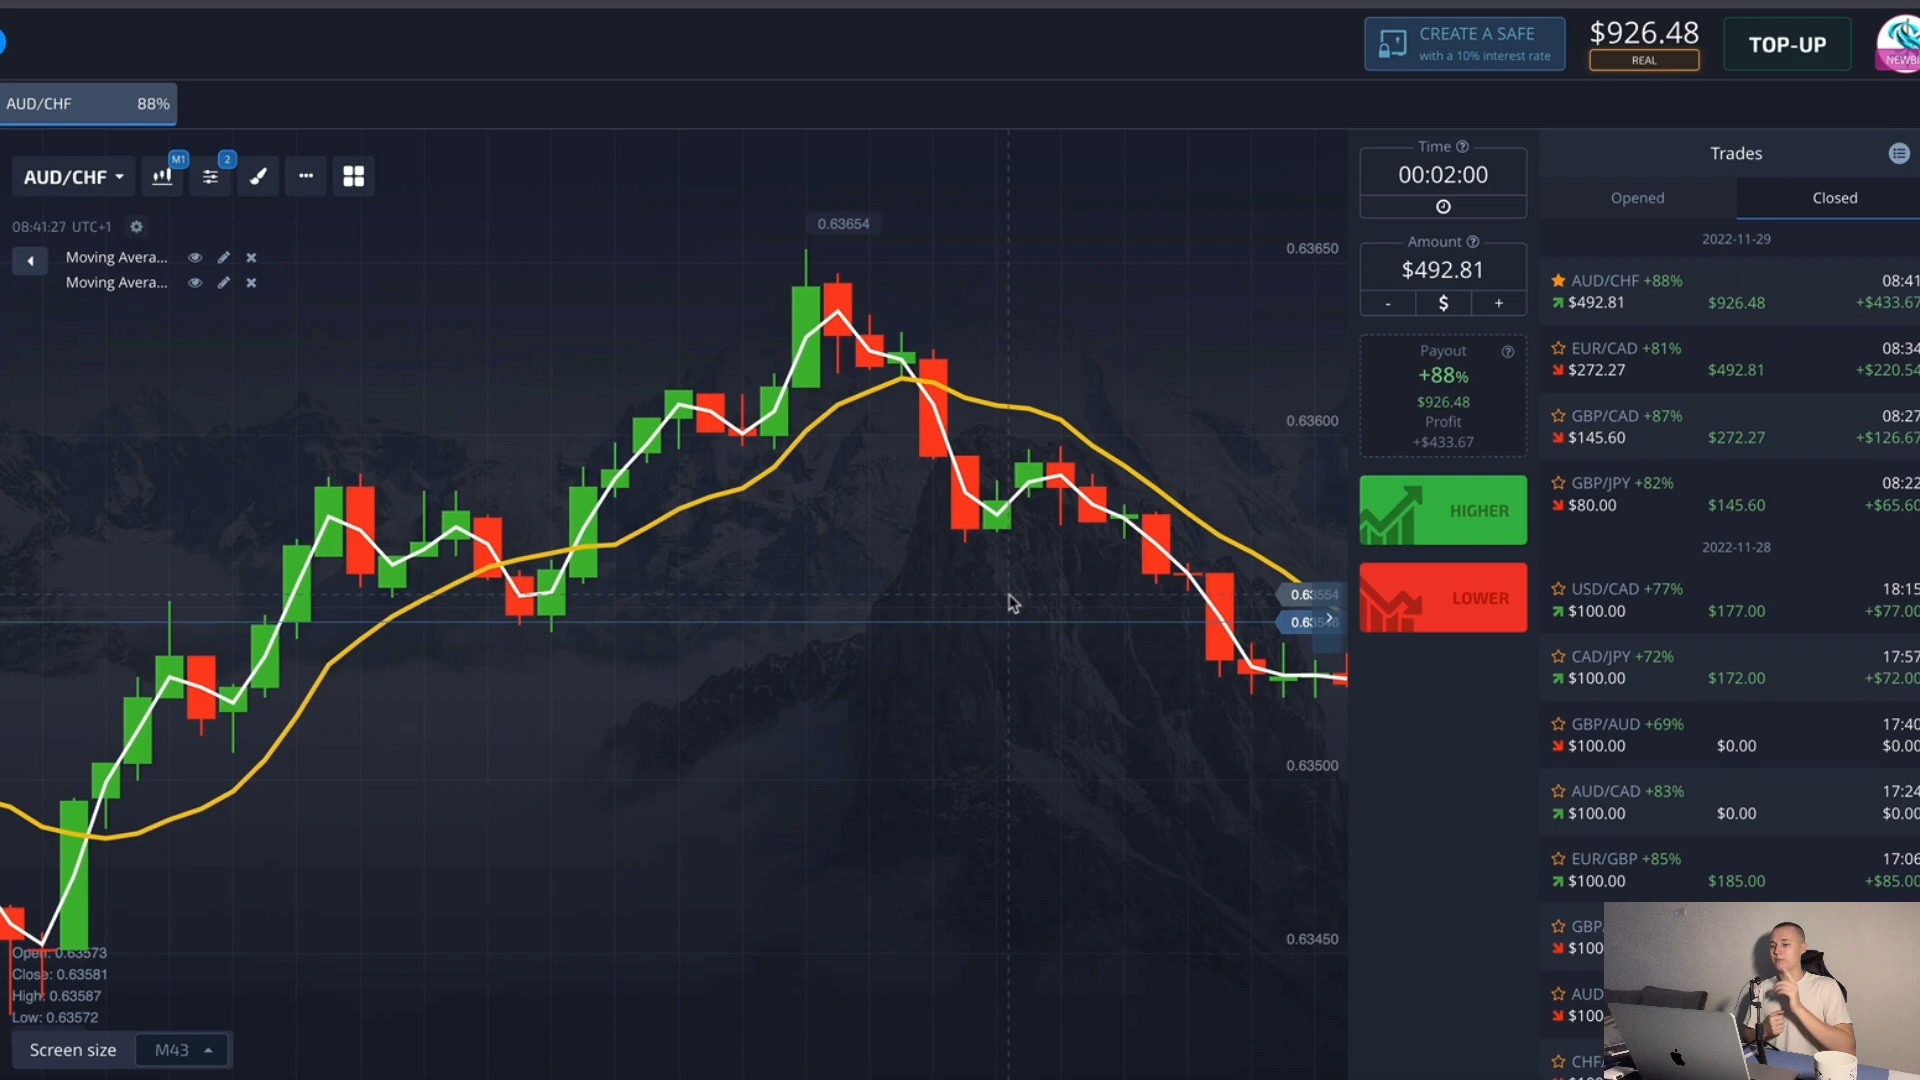 CREATE A SAFE
with a 10% interest rate
$926.48
REAL
TOP-UP
AUD/CHF 88%
AUD/CHF
M1
2
08:41:27 UTC+1
Moving Avera...
Moving Avera...
0.63654
0.63650
0.63600
0.63554
0.63546
0.63500
0.63450
Open: 0.63573
Close: 0.63581
High: 0.63587
Low: 0.63572
Screen size M43
Time
00:02:00
Amount
$492.81
- $ +
Payout
+88%
$926.48
Profit
+$433.67
HIGHER
LOWER
Trades
Opened Closed
2022-11-29
AUD/CHF +88% 08:41
$492.81 $926.48 +$433.67
EUR/CAD +81% 08:34
$272.27 $492.81 +$220.54
GBP/CAD +87% 08:27
$145.60 $272.27 +$126.67
GBP/JPY +82% 08:22
$80.00 $145.60 +$65.60
2022-11-28
USD/CAD +77% 18:15
$100.00 $177.00 +$77.00
CAD/JPY +72% 17:57
$100.00 $172.00 +$72.00
GBP/AUD +69% 17:40
$100.00 $0.00 $0.00
AUD/CAD +83% 17:24
$100.00 $0.00 $0.00
EUR/GBP +85% 17:06
$100.00 $185.00 +$85.00
GBP
$100
AUD
$100
CHF